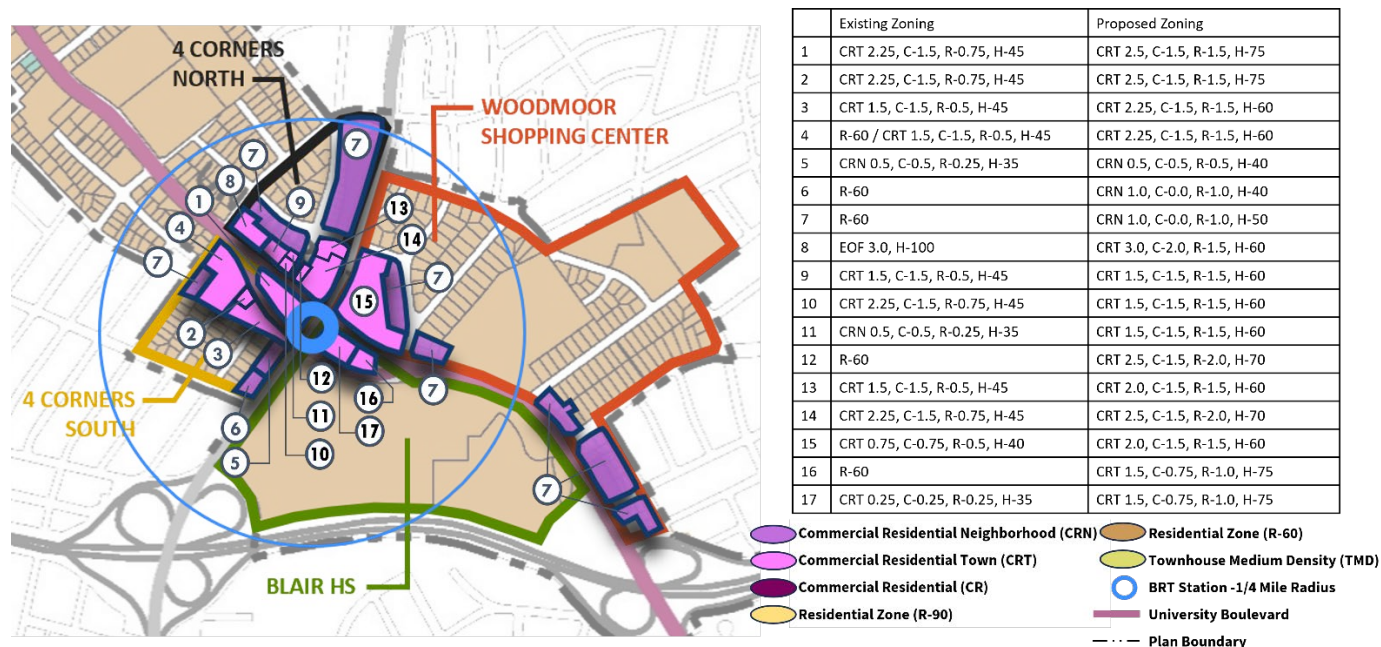 4 CORNERS
NORTH
WOODMOOR
SHOPPING CENTER
7
7
8
1
9
13
4
14
7
7
15
2
3
12
7
16
4 CORNERS
SOUTH
11
17
6
10
5
7
BLAIR HS
Existing Zoning Proposed Zoning
1 CRT 2.25, C-1.5, R-0.75, H-45 CRT 2.5, C-1.5, R-1.5, H-75
2 CRT 2.25, C-1.5, R-0.75, H-45 CRT 2.5, C-1.5, R-1.5, H-75
3 CRT 1.5, C-1.5, R-0.5, H-45 CRT 2.25, C-1.5, R-1.5, H-60
4 R-60 / CRT 1.5, C-1.5, R-0.5, H-45 CRT 2.25, C-1.5, R-1.5, H-60
5 CRN 0.5, C-0.5, R-0.25, H-35 CRN 0.5, C-0.5, R-0.5, H-40
6 R-60 CRN 1.0, C-0.0, R-1.0, H-40
7 R-60 CRN 1.0, C-0.0, R-1.0, H-50
8 EOF 3.0, H-100 CRT 3.0, C-2.0, R-1.5, H-60
9 CRT 1.5, C-1.5, R-0.5, H-45 CRT 1.5, C-1.5, R-1.5, H-60
10 CRT 2.25, C-1.5, R-0.75, H-45 CRT 1.5, C-1.5, R-1.5, H-60
11 CRN 0.5, C-0.5, R-0.25, H-35 CRT 1.5, C-1.5, R-1.5, H-60
12 R-60 CRT 2.5, C-1.5, R-2.0, H-70
13 CRT 1.5, C-1.5, R-0.5, H-45 CRT 2.0, C-1.5, R-1.5, H-60
14 CRT 2.25, C-1.5, R-0.75, H-45 CRT 2.5, C-1.5, R-2.0, H-70
15 CRT 0.75, C-0.75, R-0.5, H-40 CRT 2.0, C-1.5, R-1.5, H-60
16 R-60 CRT 1.5, C-0.75, R-1.0, H-75
17 CRT 0.25, C-0.25, R-0.25, H-35 CRT 1.5, C-0.75, R-1.0, H-75
Commercial Residential Neighborhood (CRN)
Commercial Residential Town (CRT)
Commercial Residential (CR)
Residential Zone (R-90)
Residential Zone (R-60)
Townhouse Medium Density (TMD)
BRT Station -1/4 Mile Radius
University Boulevard
Plan Boundary